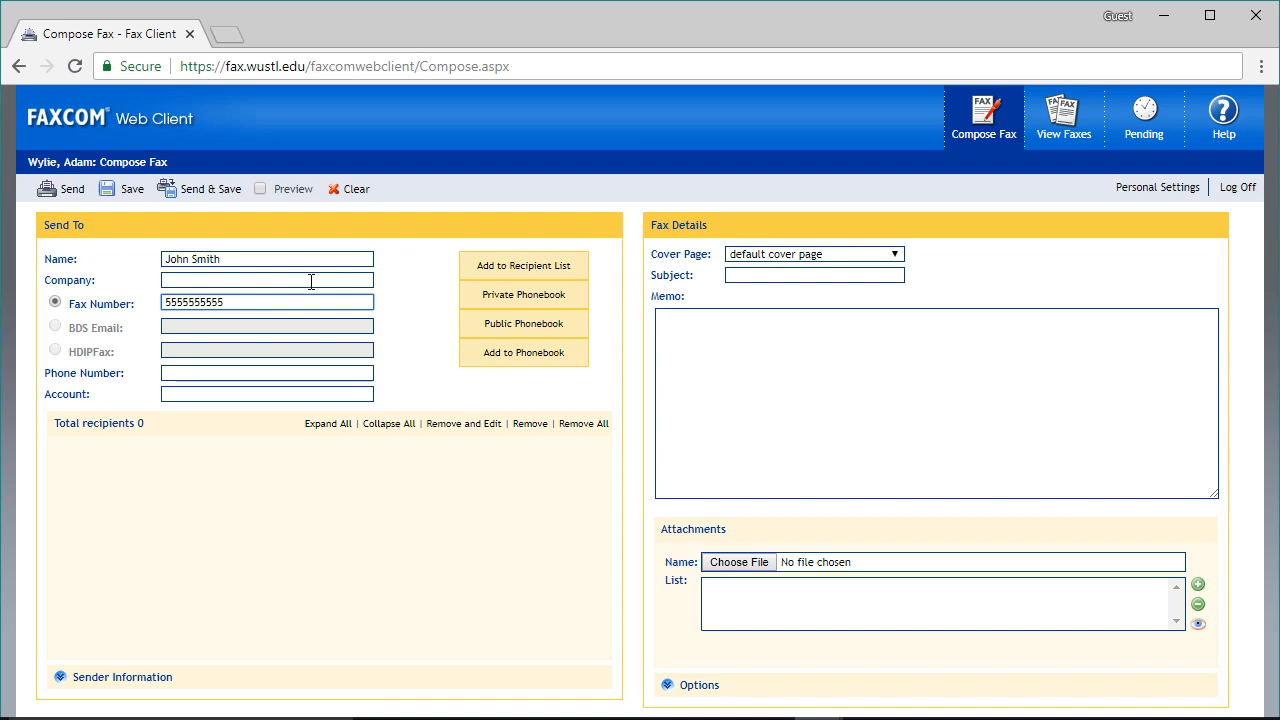 Guest
Compose Fax - Fax Client
Secure
https://fax.wustl.edu/faxcomwebclient/Compose.aspx
FAXCOM® Web Client
FAX
Compose Fax
FAX FAX
View Faxes
Pending
?
Help
Wylie, Adam: Compose Fax
Send
Save
Send & Save
Preview
Clear
Personal Settings
Log Off
Send To
Name:
John Smith
Company:
Fax Number:
5555555555
BDS Email:
HDIPFax:
Phone Number:
Account:
Add to Recipient List
Private Phonebook
Public Phonebook
Add to Phonebook
Total recipients 0
Expand All | Collapse All | Remove and Edit | Remove | Remove All
Sender Information
Fax Details
Cover Page:
default cover page
Subject:
Memo:
Attachments
Name:
Choose File
No file chosen
List:
Options